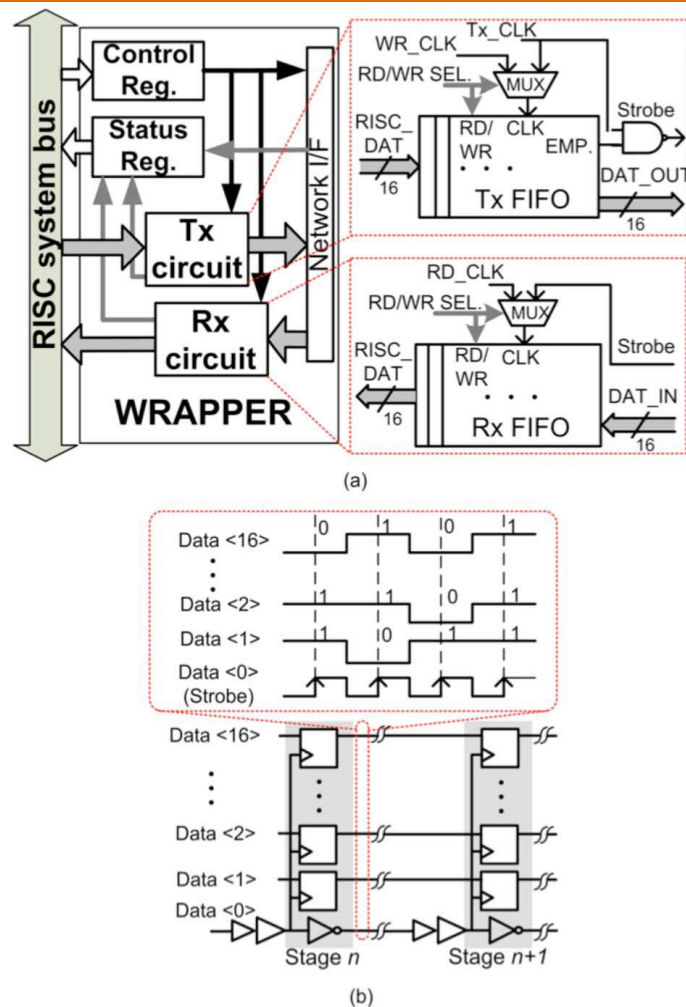 RISC system bus
Control
Reg.
Status
Reg.
Tx
circuit
Rx
circuit
Network I/F
WRAPPER
Tx_CLK
WR_CLK
RD/WR SEL.
MUX
Strobe
RISC_
DAT
16
RD/
WR
CLK
EMP.
. . .
Tx FIFO
DAT_OUT
16
RD_CLK
RD/WR SEL.
MUX
Strobe
RISC_
DAT
16
RD/
WR
CLK
. . .
Rx FIFO
DAT_IN
16
(a)
Data <16>
0 1 0 1
Data <2>
1 1 0 1
Data <1>
1 0 1 1
Data <0>
(Strobe)
Data <16>
Data <2>
Data <1>
Data <0>
Stage n
Stage n+1
(b)